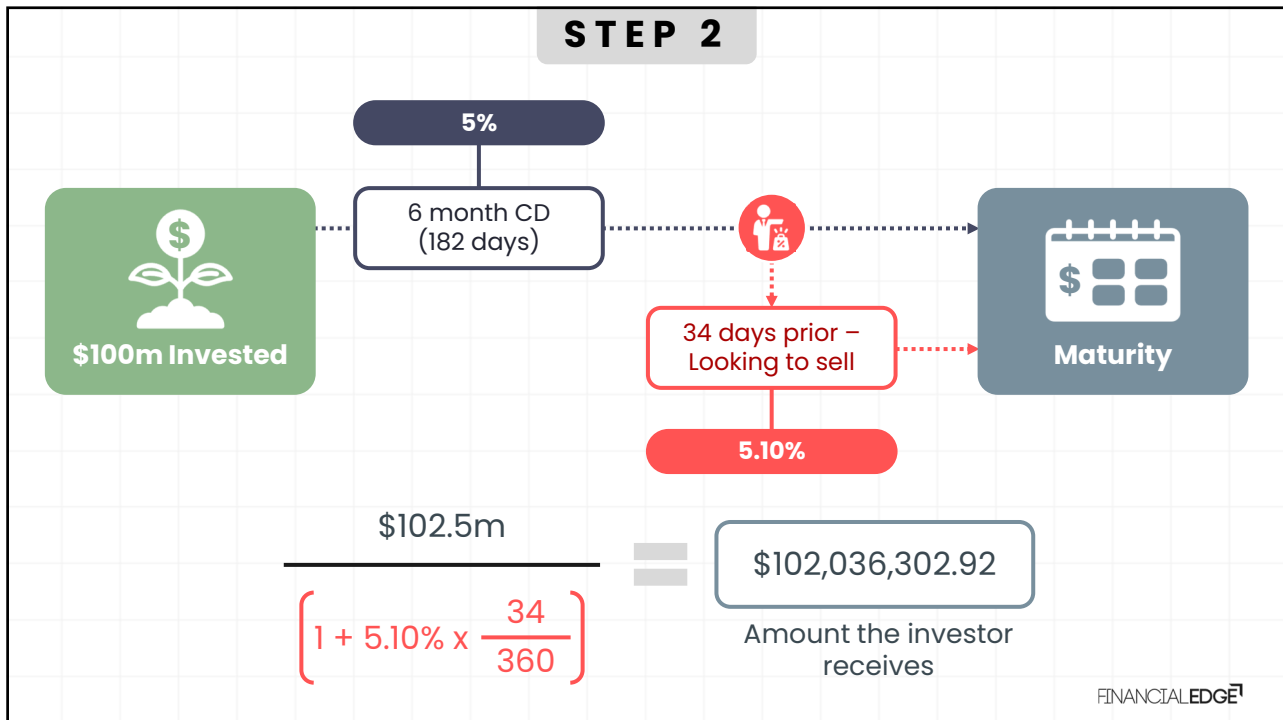 STEP 2
5%
6 month CD
(182 days)
$
$100m Invested
34 days prior –
Looking to sell
%
5.10%
$
Maturity
$102.5m
(1 + 5.10% x 34/360)
=
$102,036,302.92
Amount the investor
receives
FINANCIALEDGE